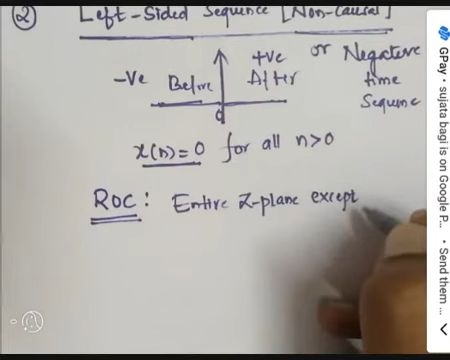 ② Left-Sided Sequence [Non-Causal]
or Negative
time
Sequence
-Ve Before
+ve
After
0
x(n)=0 for all n>0
ROC : Entire Z-plane except
GPay • sujata bagi is on Google P... • Send them ...